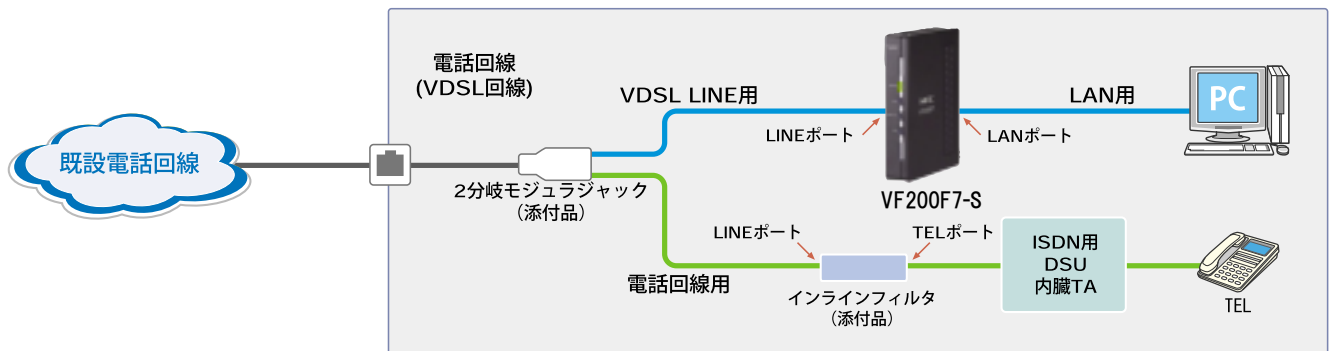 電話回線
(VDSL回線)
VDSL LINE用
LAN用
PC
LINEポート
LANポート
既設電話回線
2分岐モジュラジャック
（添付品）
VF200F7-S
LINEポート
TELポート
ISDN用
DSU
内臓TA
電話回線用
インラインフィルタ
（添付品）
TEL